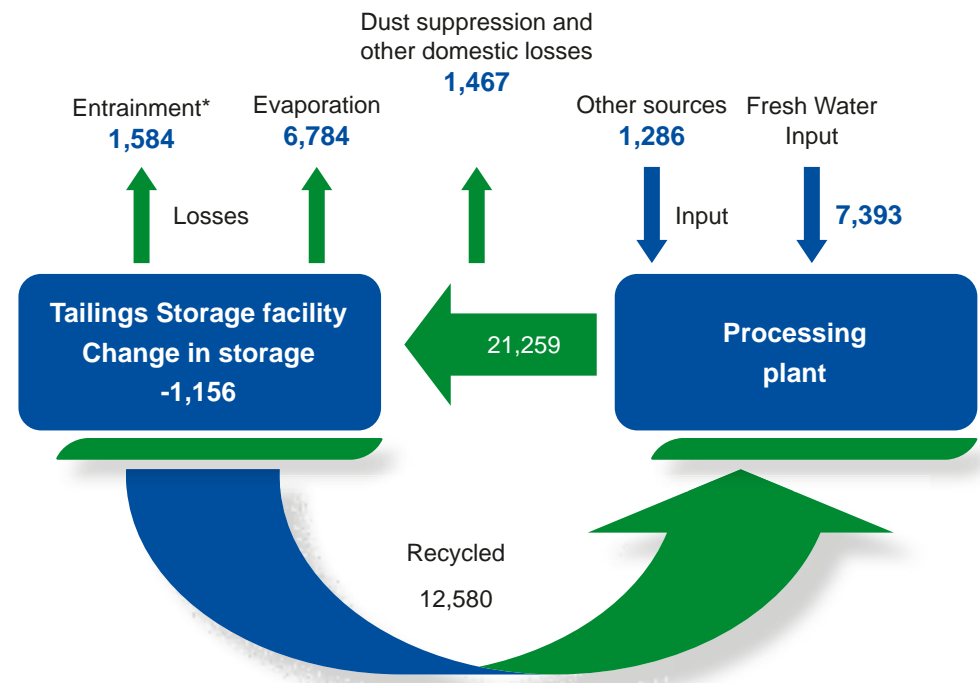 Dust suppression and
other domestic losses
1,467
Entrainment*
1,584
Evaporation
6,784
Other sources
1,286
Fresh Water
Input
Losses
Input
7,393
Tailings Storage facility
Change in storage
-1,156
21,259
Processing
plant
Recycled
12,580